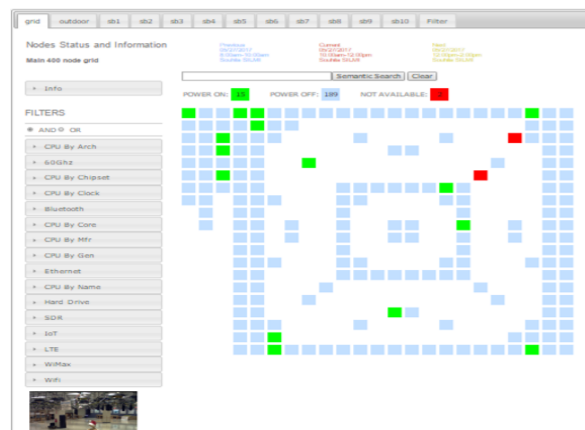 grid outdoor sb1 sb2 sb3 sb4 sb5 sb6 sb7 sb8 sb9 sb10 Filter
Nodes Status and Information
Main 400 node grid
Previous
Current
Next
Semantic Search Clear
Info
POWER ON: 15 POWER OFF: 189 NOT AVAILABLE: 2
FILTERS
AND OR
CPU By Arch
60Ghz
CPU By Chipset
CPU By Clock
Bluetooth
CPU By Core
CPU By Mfr
CPU By Gen
Ethernet
CPU By Name
Hard Drive
SDR
IoT
LTE
WiMax
Wifi